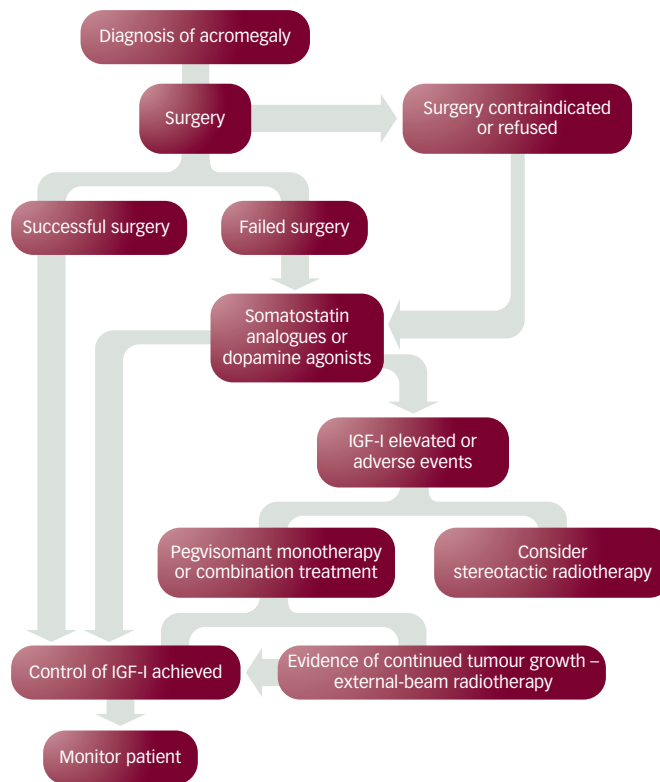 Diagnosis of acromegaly
Surgery
Surgery contraindicated
or refused
Successful surgery
Failed surgery
Somatostatin
analogues or
dopamine agonists
IGF-I elevated or
adverse events
Pegvisomant monotherapy
or combination treatment
Consider
stereotactic radiotherapy
Control of IGF-I achieved
Evidence of continued tumour growth –
external-beam radiotherapy
Monitor patient